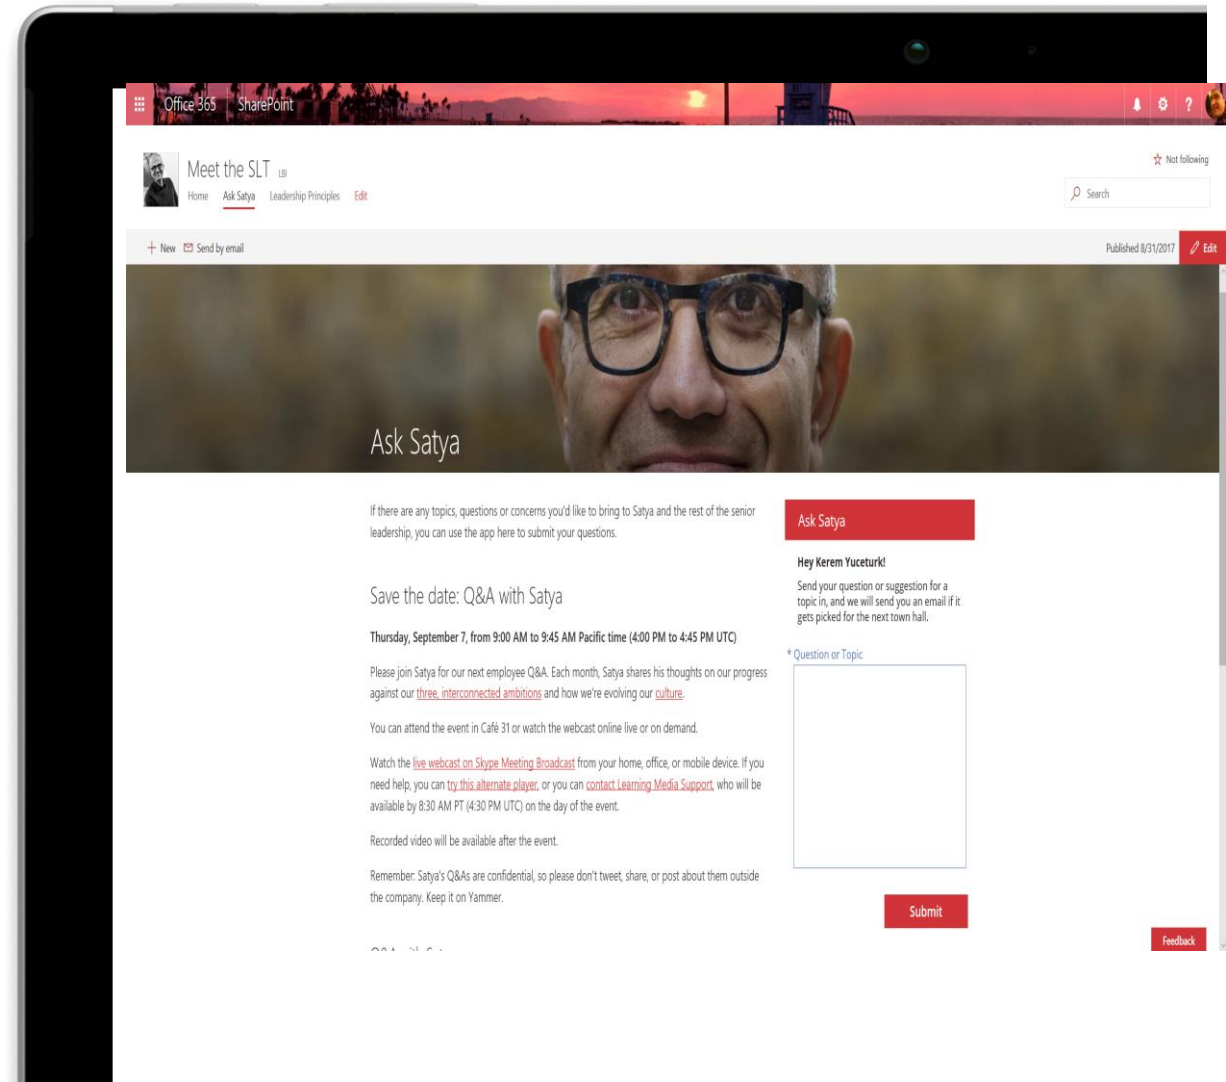 Office 365 SharePoint
Meet the SLT LBI
Not following
Home Ask Satya Leadership Principles Edit
Search
New Send by email
Published 8/31/2017 Edit
Ask Satya
If there are any topics, questions or concerns you'd like to bring to Satya and the rest of the senior
leadership, you can use the app here to submit your questions.
Save the date: Q&A with Satya
Thursday, September 7, from 9:00 AM to 9:45 AM Pacific time (4:00 PM to 4:45 PM UTC)
Please join Satya for our next employee Q&A. Each month, Satya shares his thoughts on our progress
against our three, interconnected ambitions and how we're evolving our culture.
You can attend the event in Café 31 or watch the webcast online live or on demand.
Watch the live webcast on Skype Meeting Broadcast from your home, office, or mobile device. If you
need help, you can try this alternate player, or you can contact Learning Media Support, who will be
available by 8:30 AM PT (4:30 PM UTC) on the day of the event.
Recorded video will be available after the event.
Remember: Satya's Q&As are confidential, so please don't tweet, share, or post about them outside
the company. Keep it on Yammer.
Ask Satya
Hey Kerem Yuceturk!
Send your question or suggestion for a
topic in, and we will send you an email if it
gets picked for the next town hall.
* Question or Topic
Submit
Feedback